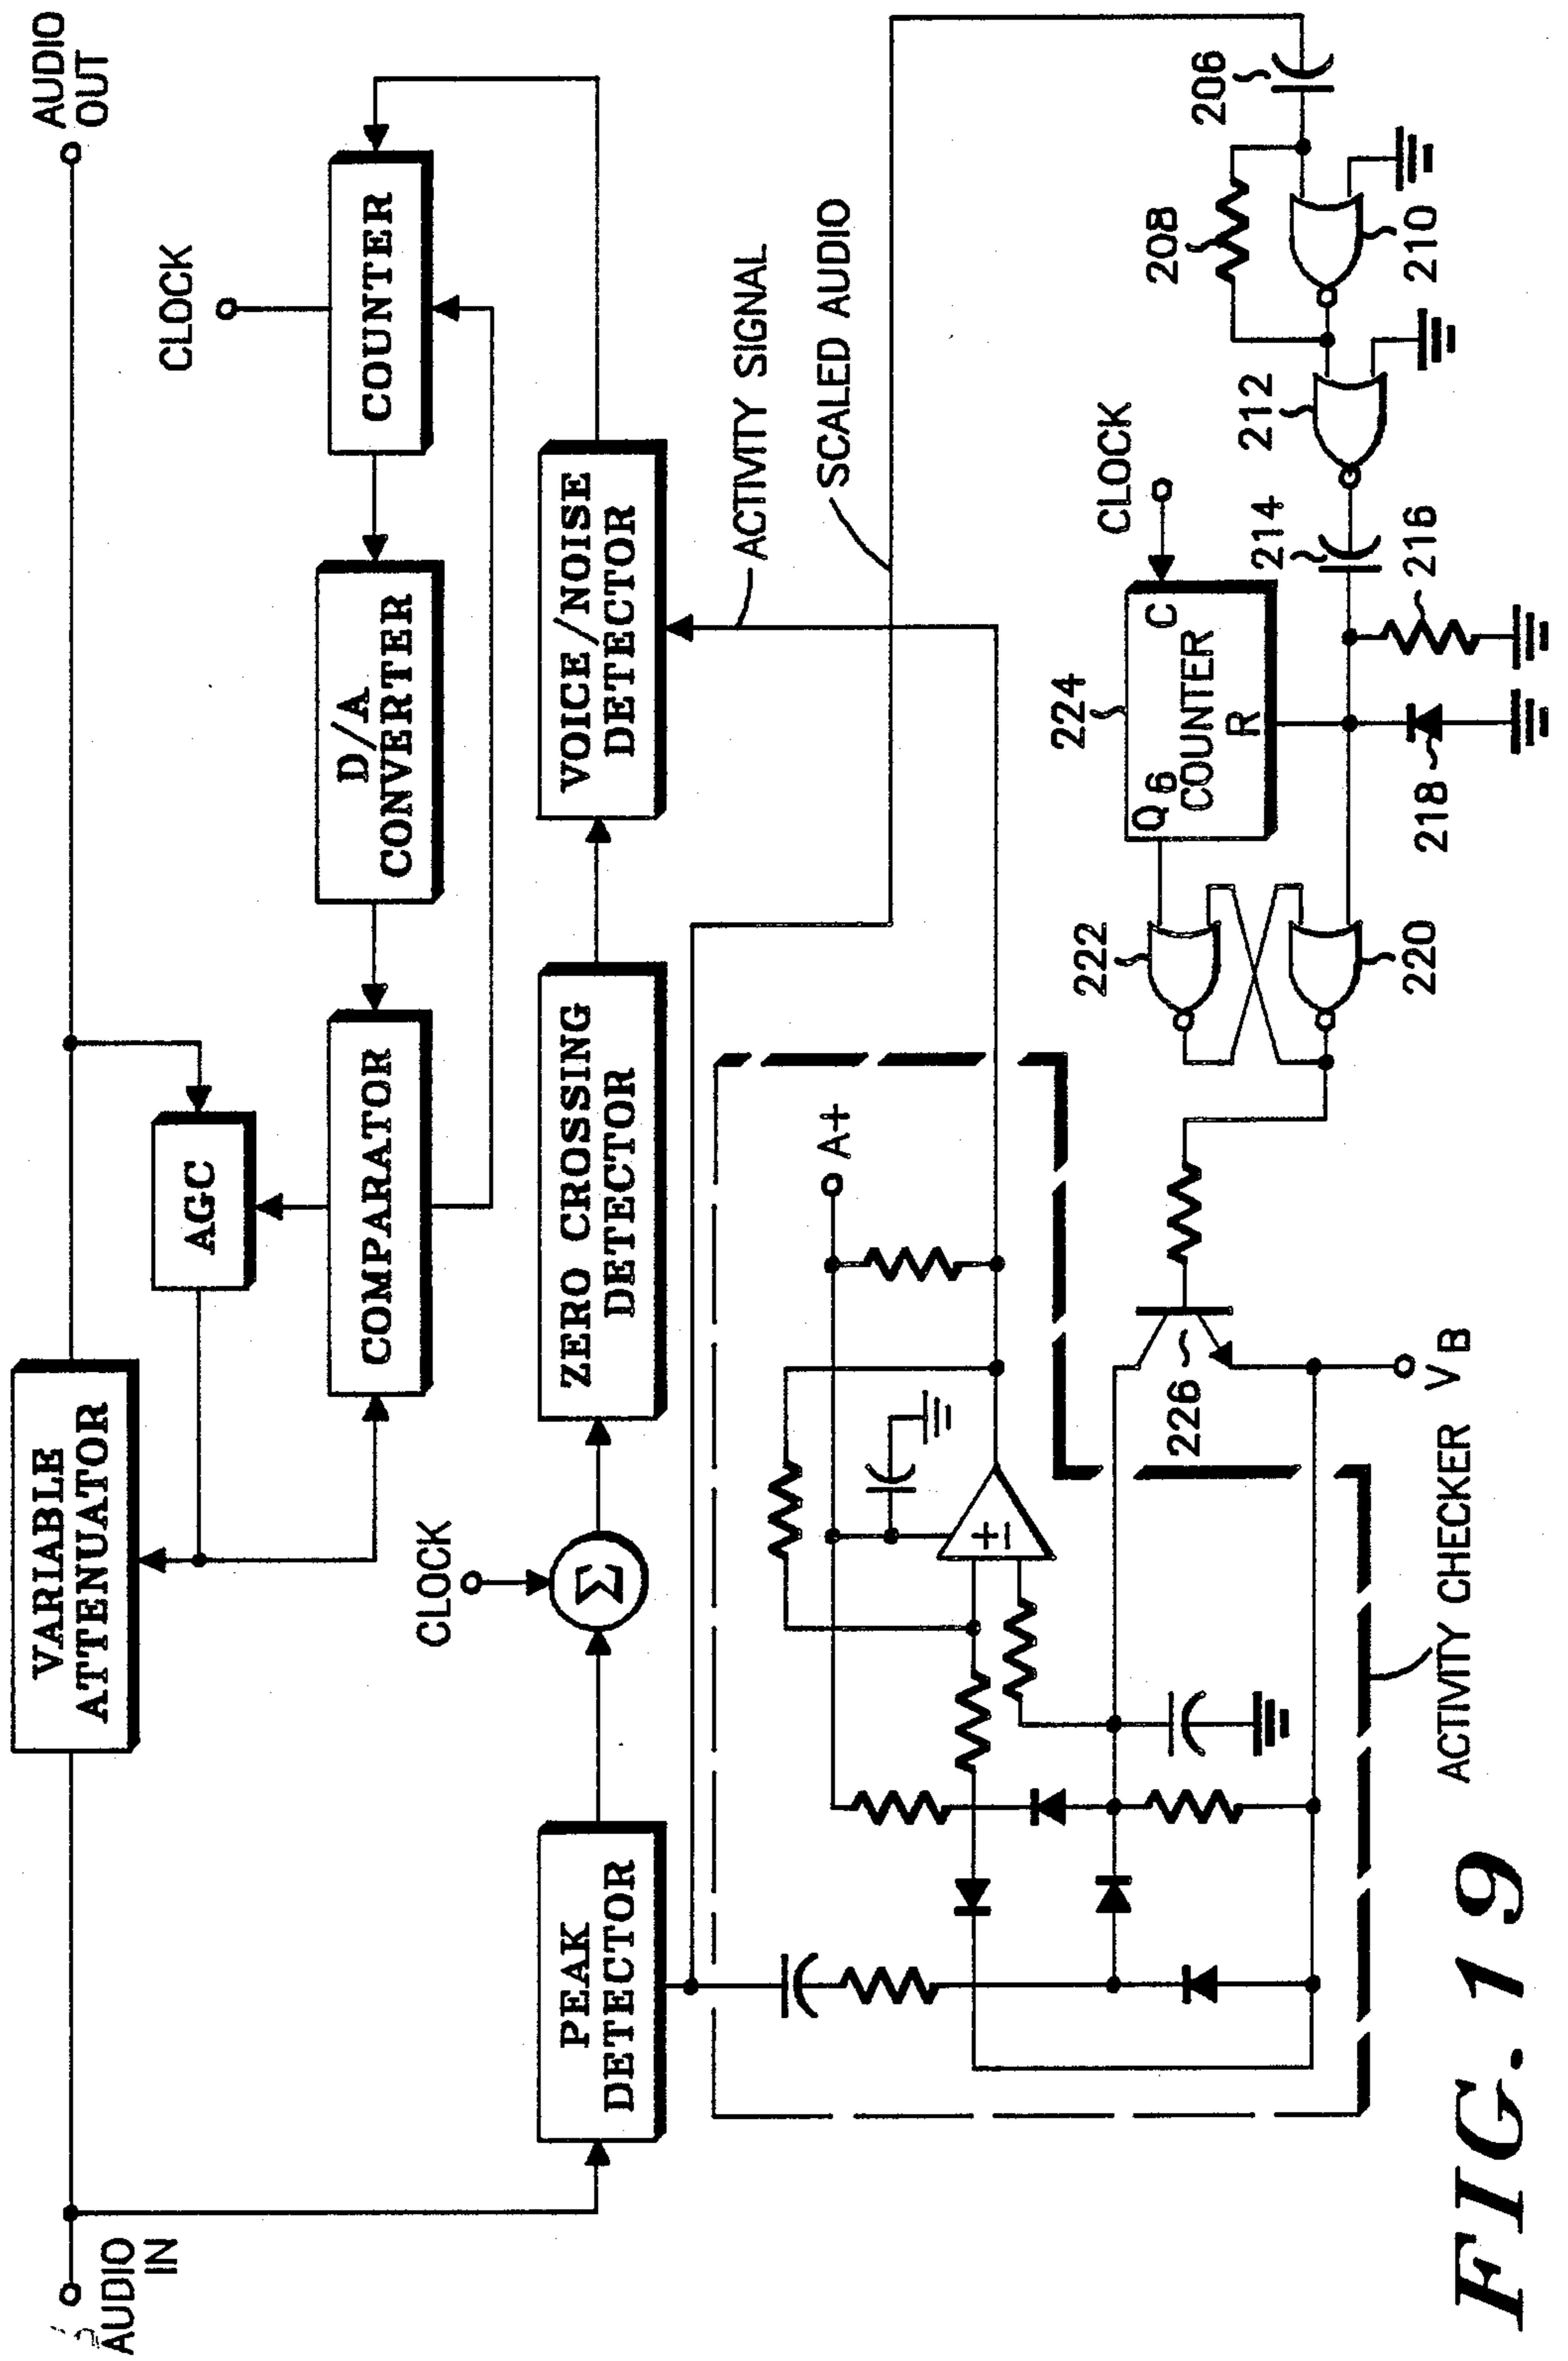 AUDIO
IN
VARIABLE
ATTENUATOR
AUDIO
OUT
AGC
CLOCK
COMPARATOR
D/A
CONVERTER
COUNTER
CLOCK
PEAK
DETECTOR
Σ
ZERO CROSSING
DETECTOR
VOICE/NOISE
DETECTOR
ACTIVITY SIGNAL
SCALED AUDIO
A+
+
−
226
VB
ACTIVITY CHECKER
222
220
224
Q6
C
COUNTER
R
CLOCK
218
216
214
212
208
210
206
FIG. 19